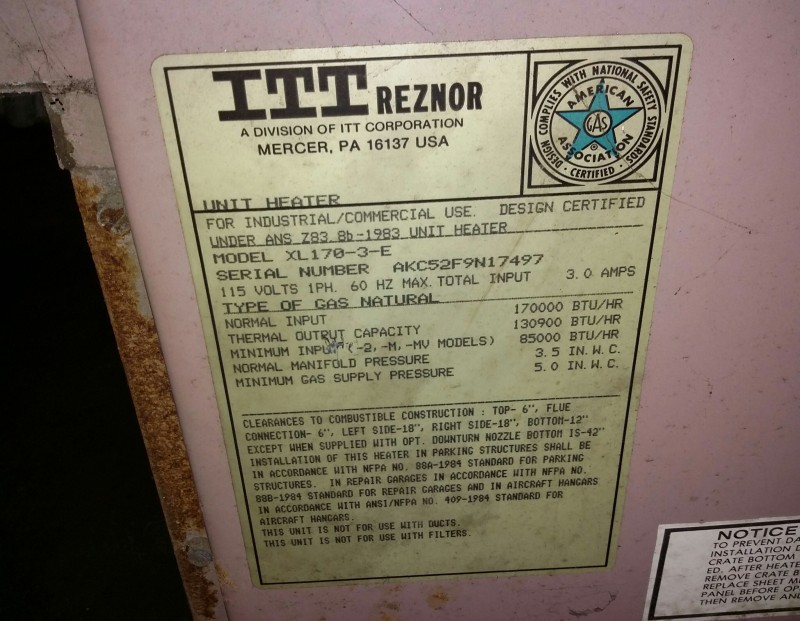 ITT REZNOR
A DIVISION OF ITT CORPORATION
MERCER, PA 16137 USA
DESIGN COMPLIES WITH NATIONAL SAFETY STANDARDS
· CERTIFIED ·
AMERICAN
GAS
ASSOCIATION
®
UNIT HEATER
FOR INDUSTRIAL/COMMERCIAL USE. DESIGN CERTIFIED
UNDER ANS Z83.8b-1983 UNIT HEATER
MODEL XL170-3-E
SERIAL NUMBER AKC52F9N17497
115 VOLTS 1PH. 60 HZ MAX. TOTAL INPUT 3.0 AMPS
TYPE OF GAS NATURAL
NORMAL INPUT 170000 BTU/HR
THERMAL OUTPUT CAPACITY 130900 BTU/HR
MINIMUM INPUT (-2,-M,-MV MODELS) 85000 BTU/HR
NORMAL MANIFOLD PRESSURE 3.5 IN.W.C.
MINIMUM GAS SUPPLY PRESSURE 5.0 IN.W.C.
CLEARANCES TO COMBUSTIBLE CONSTRUCTION : TOP- 6", FLUE
CONNECTION- 6", LEFT SIDE-18", RIGHT SIDE-18", BOTTOM-12"
EXCEPT WHEN SUPPLIED WITH OPT. DOWNTURN NOZZLE BOTTOM IS-42"
INSTALLATION OF THIS HEATER IN PARKING STRUCTURES SHALL BE
IN ACCORDANCE WITH NFPA NO. 88A-1984 STANDARD FOR PARKING
STRUCTURES. IN REPAIR GARAGES IN ACCORDANCE WITH NFPA NO.
88B-1984 STANDARD FOR REPAIR GARAGES AND IN AIRCRAFT HANGARS
IN ACCORDANCE WITH ANSI/NFPA NO. 409-1984 STANDARD FOR
AIRCRAFT HANGARS.
THIS UNIT IS NOT FOR USE WITH DUCTS.
THIS UNIT IS NOT FOR USE WITH FILTERS.
NOTICE
TO PREVENT DA
INSTALLATION D
CRATE BOTTOM
ED. AFTER HEATE
REMOVE CRATE B
REPLACE SHEET M
PANEL BEFORE OP
THEN REMOVE AN